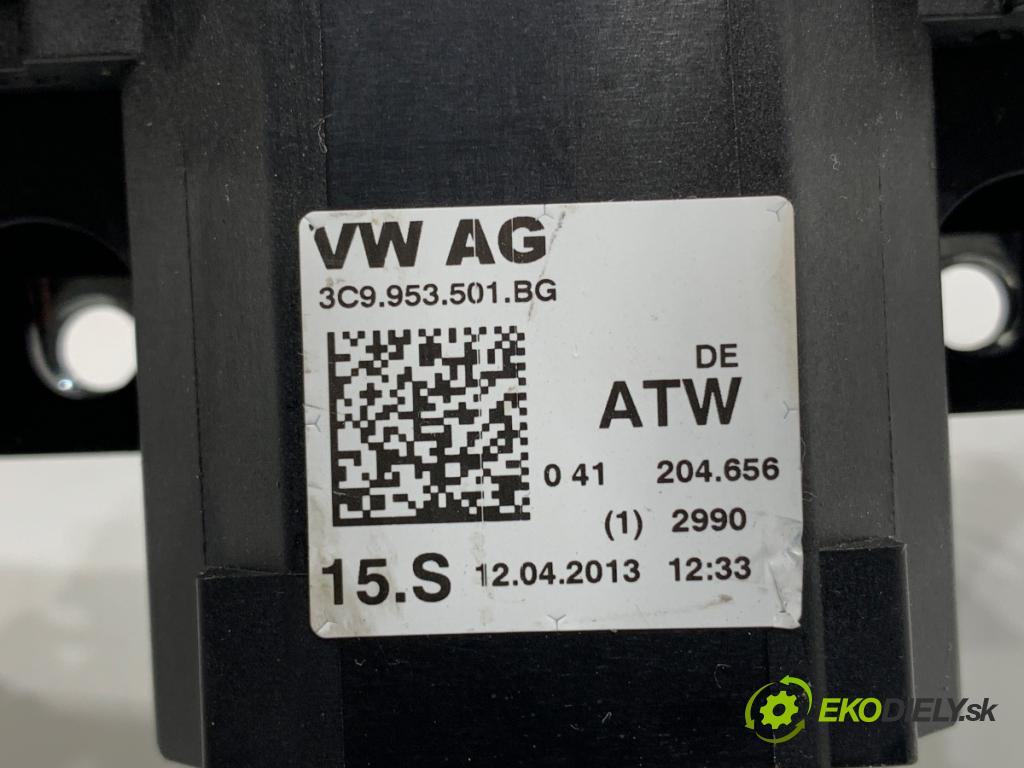 VW AG
3C9.953.501.BG
DE
ATW
0 41 204.656
(1) 2990
15.S 12.04.2013 12:33
EKODIELY.sk